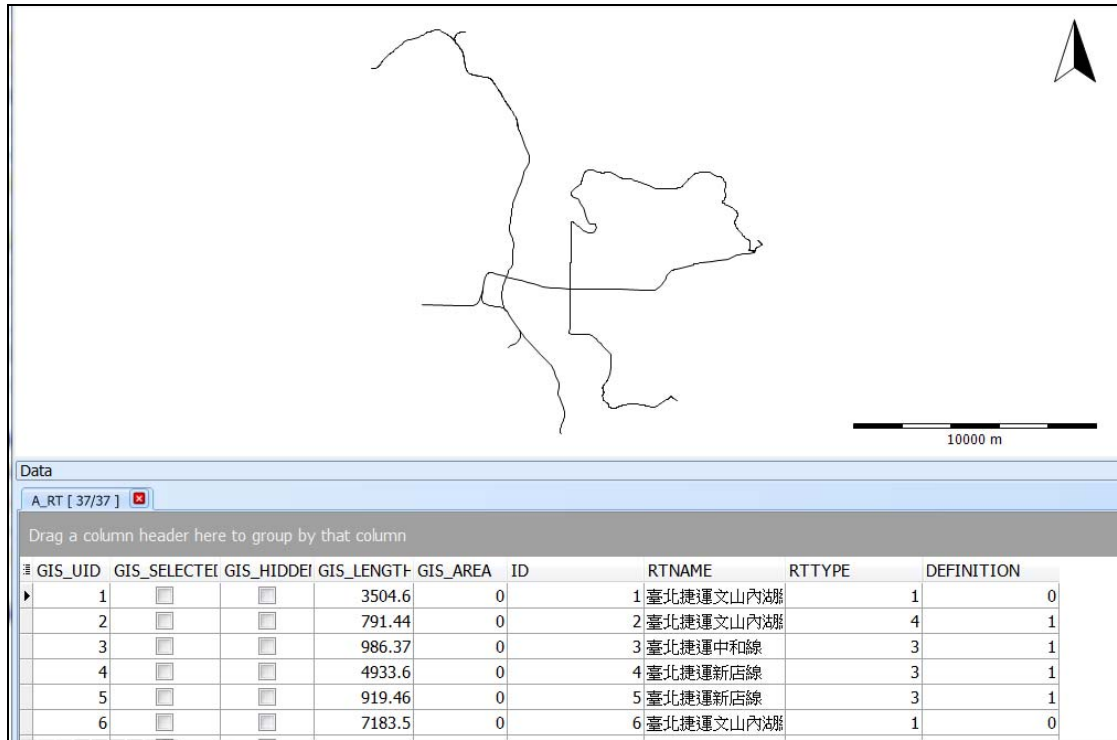 10000 m
Data
A_RT [ 37/37 ]
Drag a column header here to group by that column
GIS_UID GIS_SELECTE GIS_HIDDE GIS_LENGTH GIS_AREA ID RTNAME RTTYPE DEFINITION
1 3504.6 0 1 臺北捷運文山內湖 1 0
2 791.44 0 2 臺北捷運文山內湖 4 1
3 986.37 0 3 臺北捷運中和線 3 1
4 4933.6 0 4 臺北捷運新店線 3 1
5 919.46 0 5 臺北捷運新店線 3 1
6 7183.5 0 6 臺北捷運文山內湖 1 0